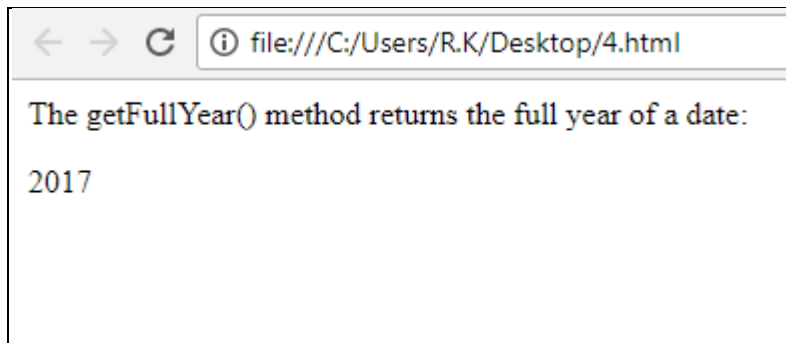 file:///C:/Users/R.K/Desktop/4.html
The getFullYear() method returns the full year of a date:
2017